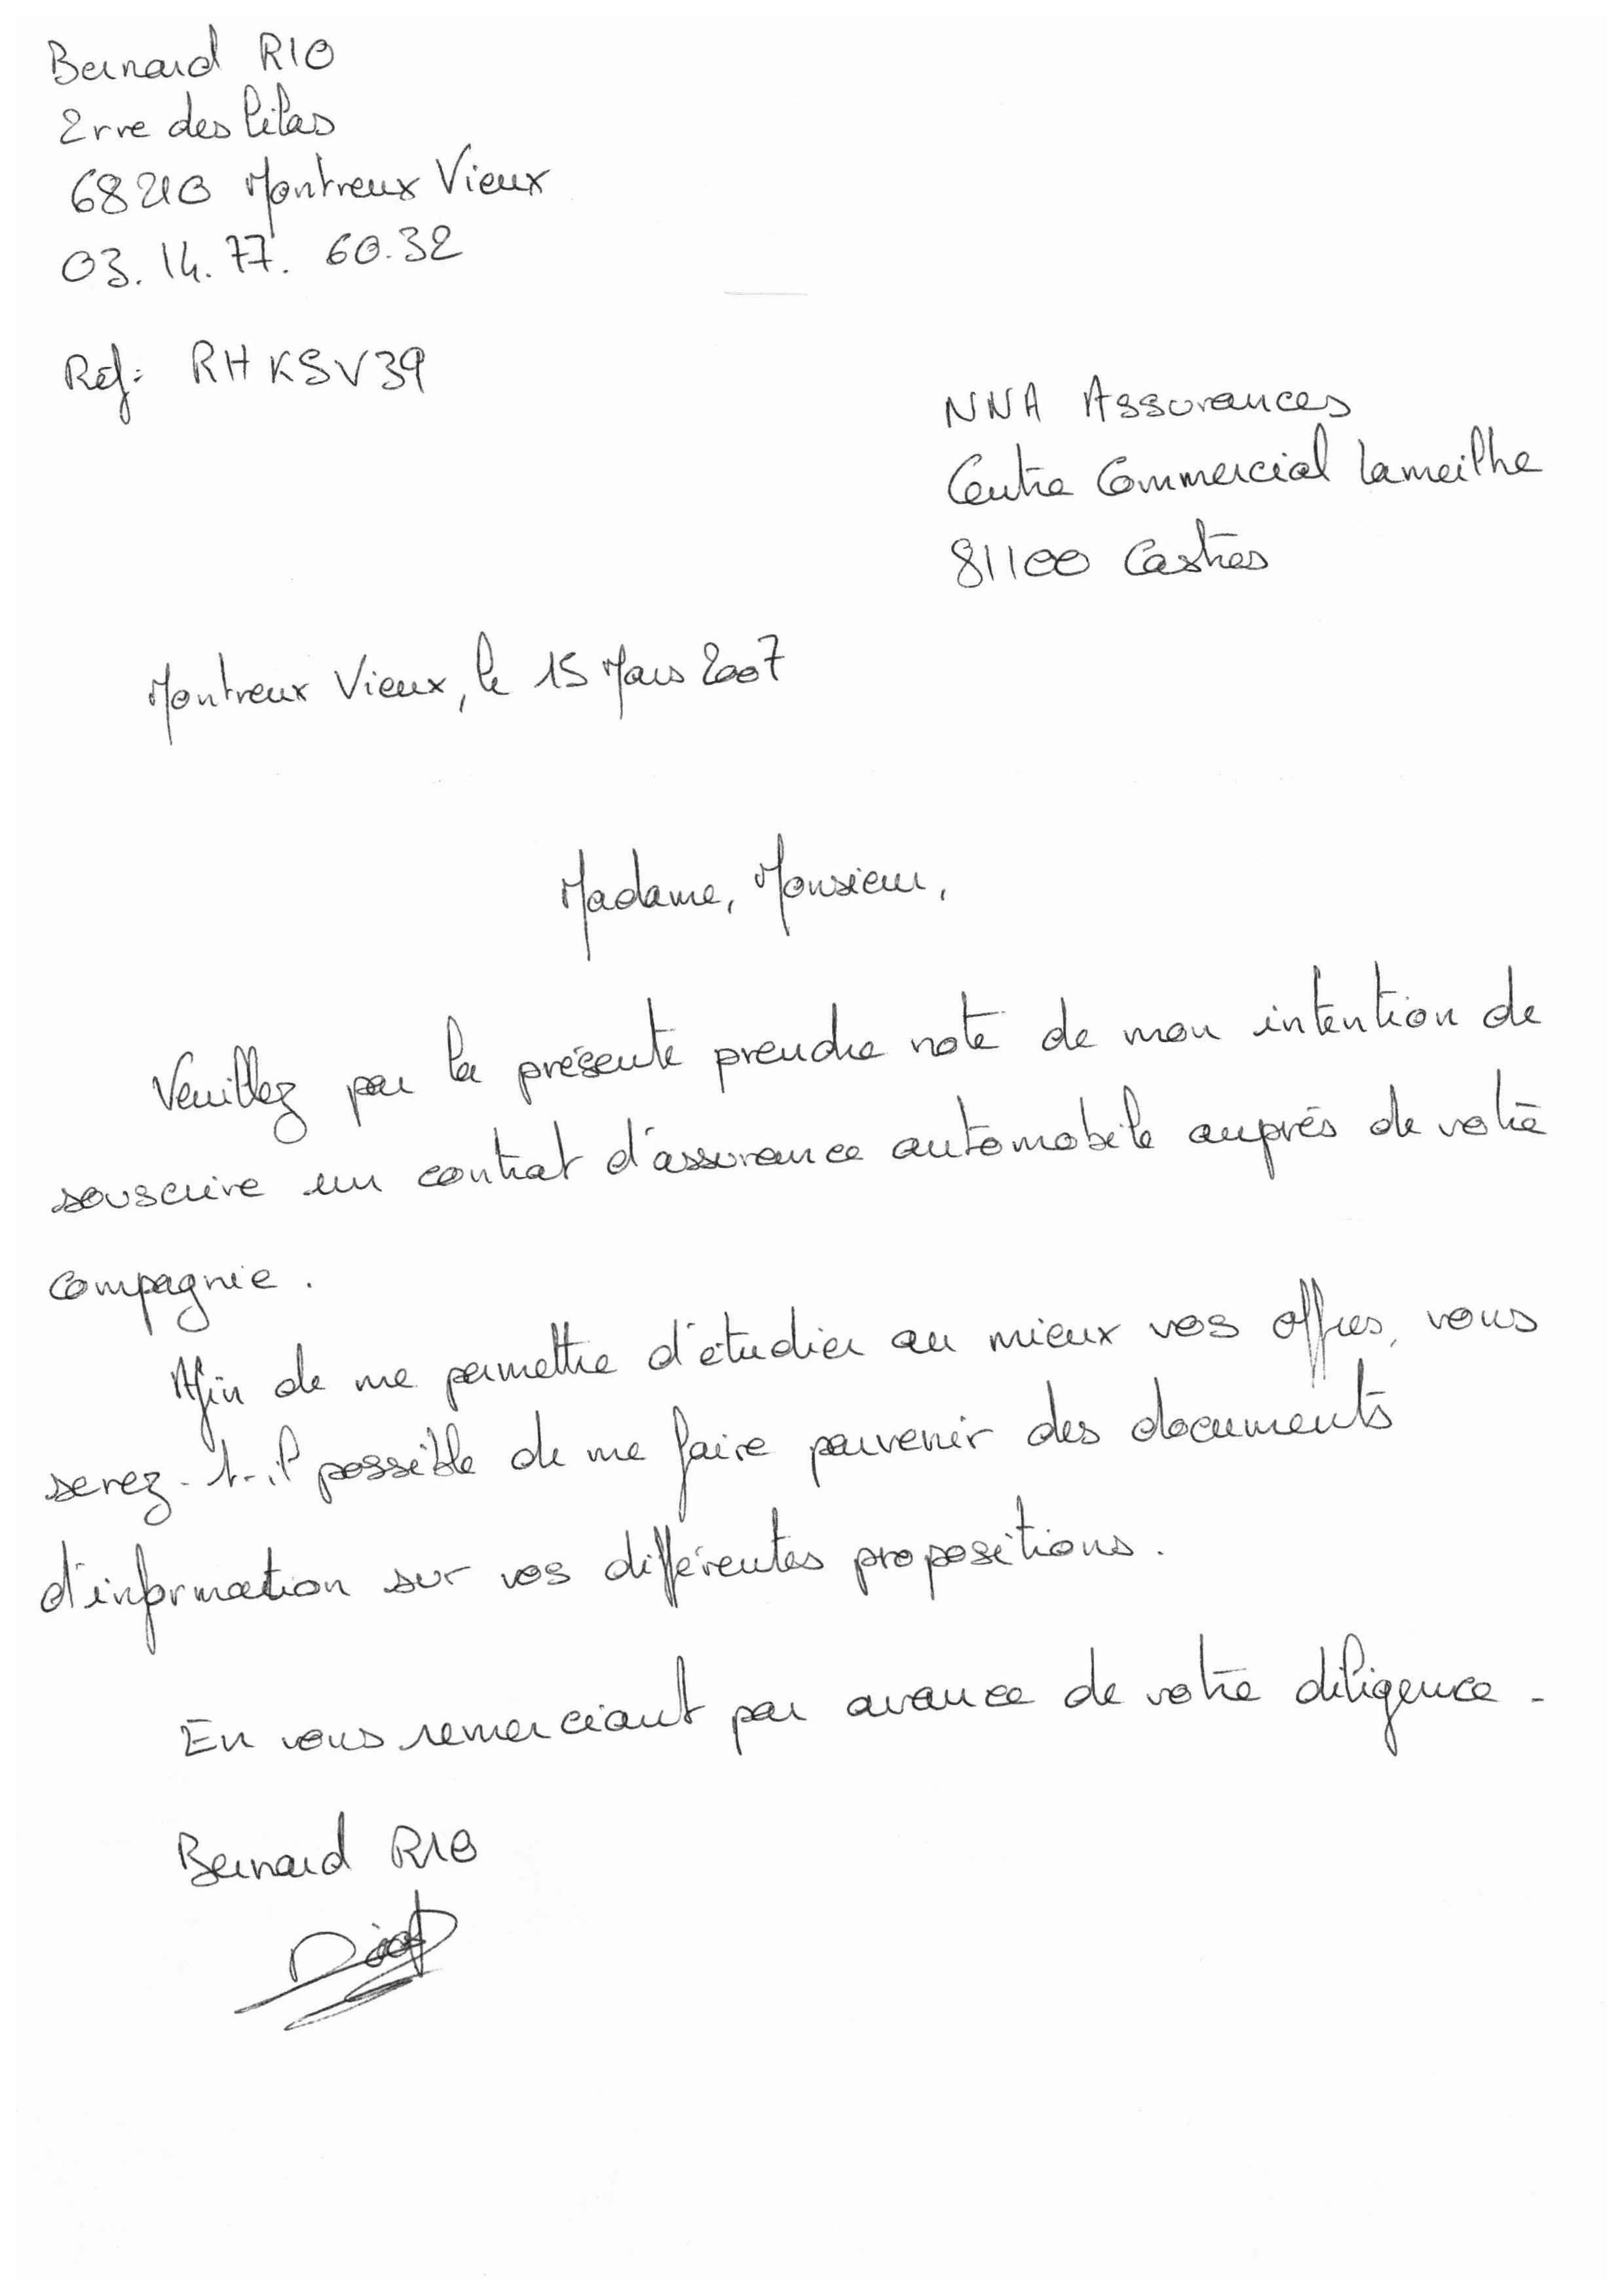 Bernard RIO
2 rue des lilas
68210 Montreux Vieux
03.14.77.60.32
Ref: RHKSV39
NNA Assurances
Centre Commercial Lameilhe
81100 Castres
Montreux Vieux, le 15 Mars 2007
Madame, Monsieur,
Veuillez par la présente prendre note de mon intention de
souscrire un contrat d'assurance automobile auprès de votre
compagnie.
Afin de me permettre d'étudier au mieux vos offres, vous
serez-t-il possible de me faire parvenir des documents
d'information sur vos différentes propositions.
En vous remerciant par avance de votre diligence.
Bernard RIO